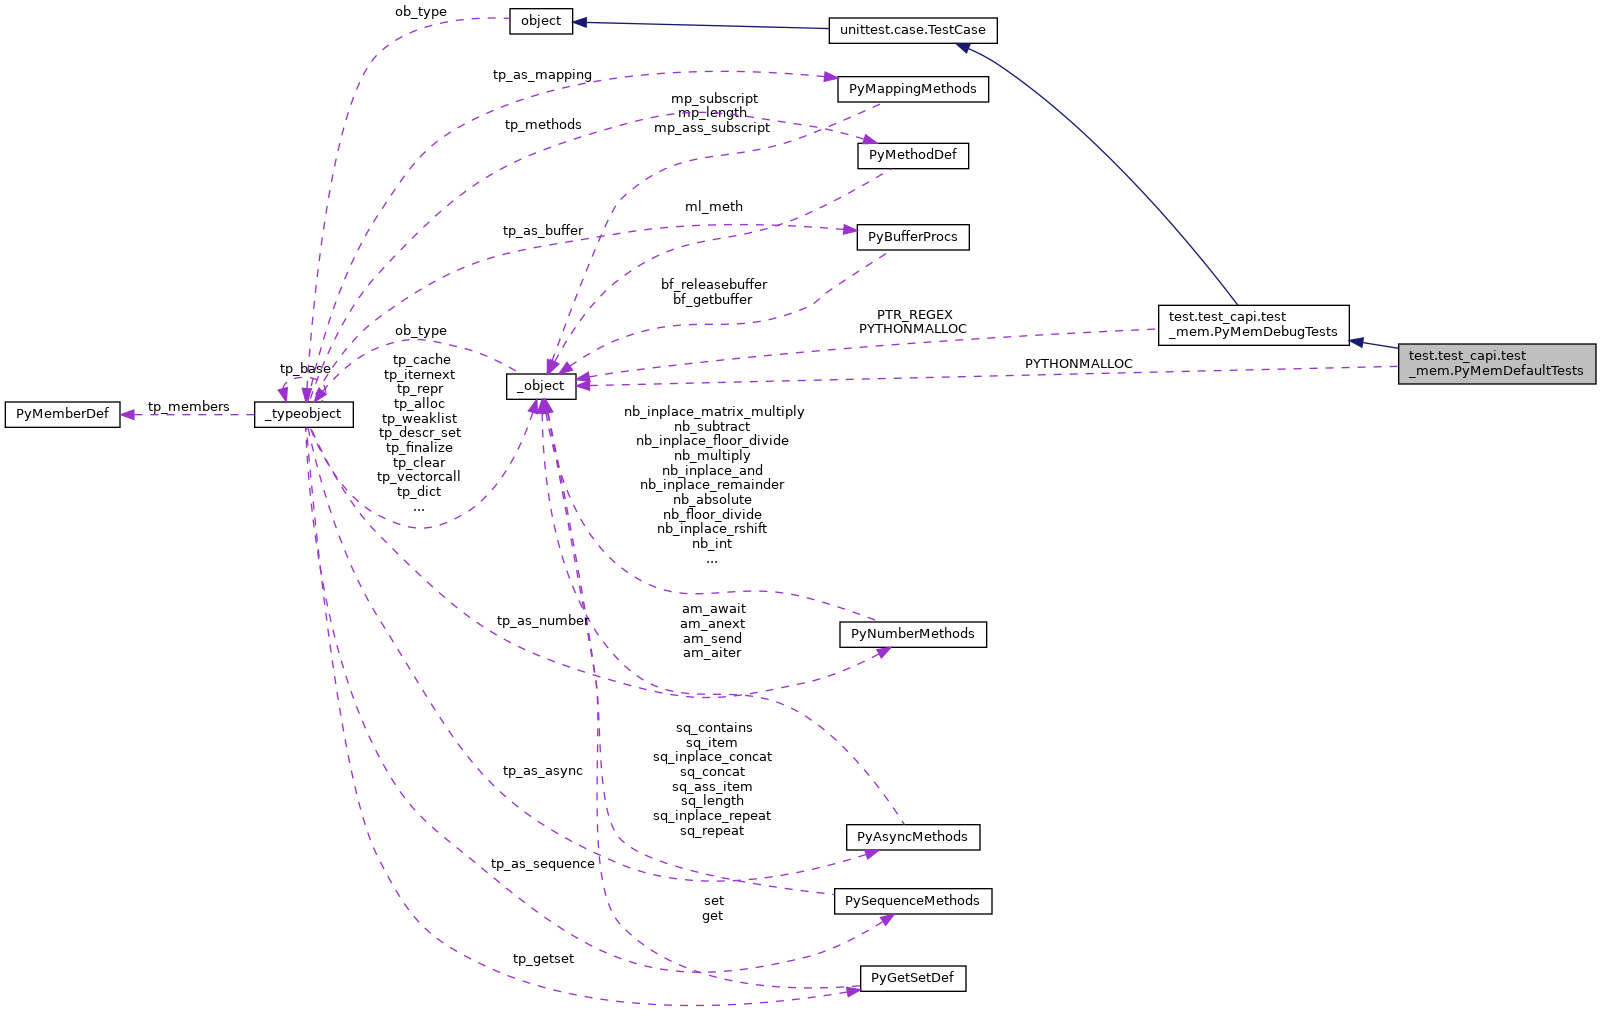 ob_type
object
unittest.case.TestCase
tp_as_mapping
PyMappingMethods
mp_subscript
mp_length
mp_ass_subscript
tp_methods
PyMethodDef
ml_meth
tp_as_buffer
PyBufferProcs
bf_releasebuffer
bf_getbuffer
PTR_REGEX
PYTHONMALLOC
test.test_capi.test
_mem.PyMemDebugTests
ob_type
PYTHONMALLOC
test.test_capi.test
_mem.PyMemDefaultTests
tp_base
_object
PyMemberDef
tp_members
_typeobject
tp_cache
tp_iternext
tp_repr
tp_alloc
tp_weaklist
tp_descr_set
tp_finalize
tp_clear
tp_vectorcall
tp_dict
...
nb_inplace_matrix_multiply
nb_subtract
nb_inplace_floor_divide
nb_multiply
nb_inplace_and
nb_inplace_remainder
nb_absolute
nb_floor_divide
nb_inplace_rshift
nb_int
...
tp_as_number
am_await
am_anext
am_send
am_aiter
PyNumberMethods
tp_as_async
sq_contains
sq_item
sq_inplace_concat
sq_concat
sq_ass_item
sq_length
sq_inplace_repeat
sq_repeat
PyAsyncMethods
tp_as_sequence
PySequenceMethods
set
get
tp_getset
PyGetSetDef